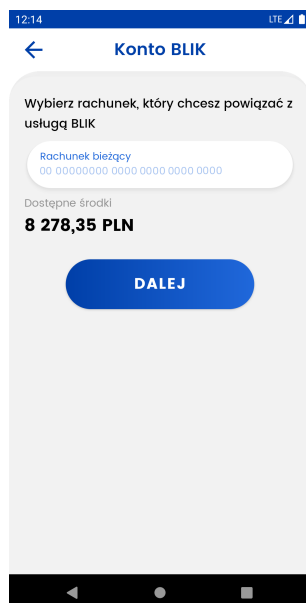 12:14 LTE
Konto BLIK
Wybierz rachunek, który chcesz powiązać z
usługą BLIK
Rachunek bieżący
00 00000000 0000 0000 0000 0000
Dostępne środki
8 278,35 PLN
DALEJ